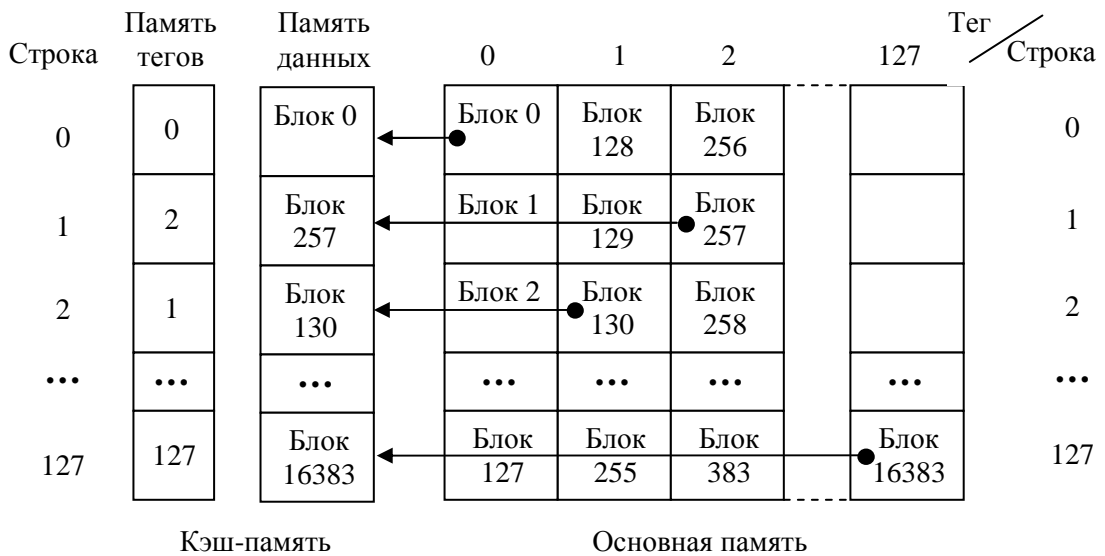 Тег
Память Память
Строка тегов данных 0 1 2 127 Строка
0 0 Блок 0 Блок 0 Блок Блок 0
128 256
1 2 Блок Блок 1 Блок Блок 1
257 129 257
2 1 Блок Блок 2 Блок Блок 2
130 130 258
... ... ... ... ... ... ... ...
127 127 Блок Блок Блок Блок Блок 127
16383 127 255 383 16383
Кэш-память Основная память